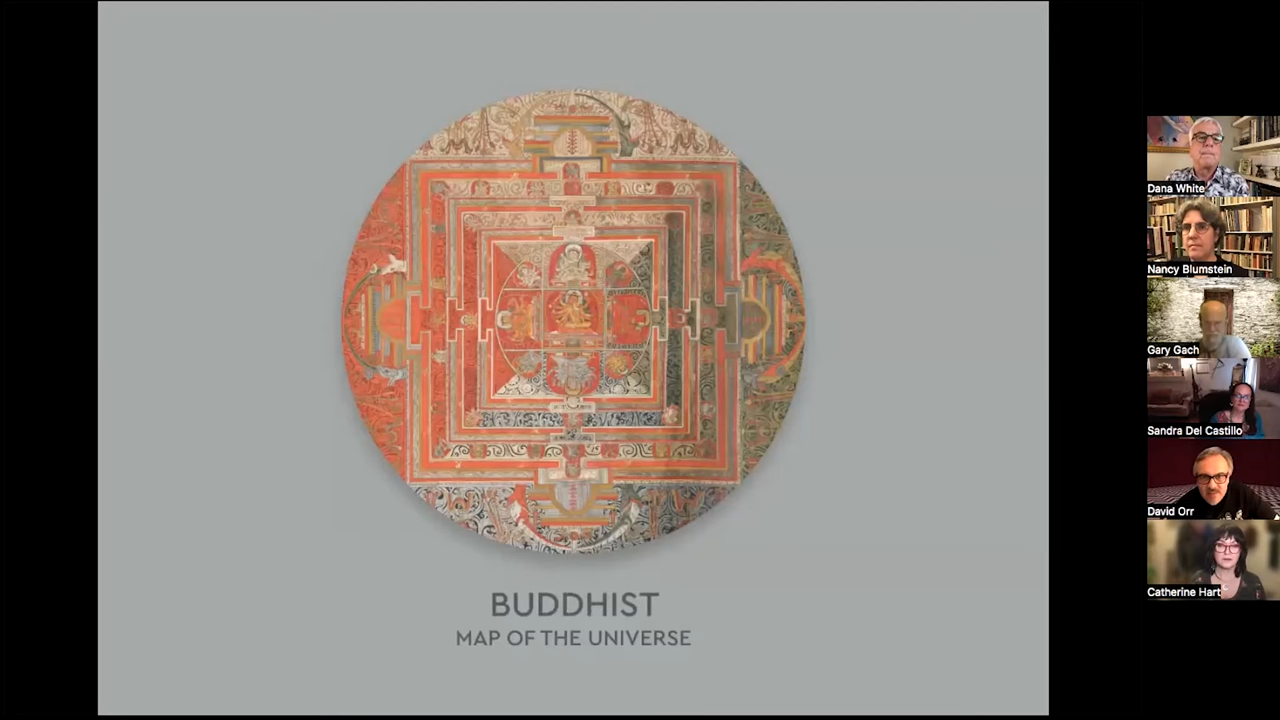 BUDDHIST
MAP OF THE UNIVERSE
Dana White
Nancy Blumstein
Gary Gach
Sandra Del Castillo
David Orr
Catherine Hart